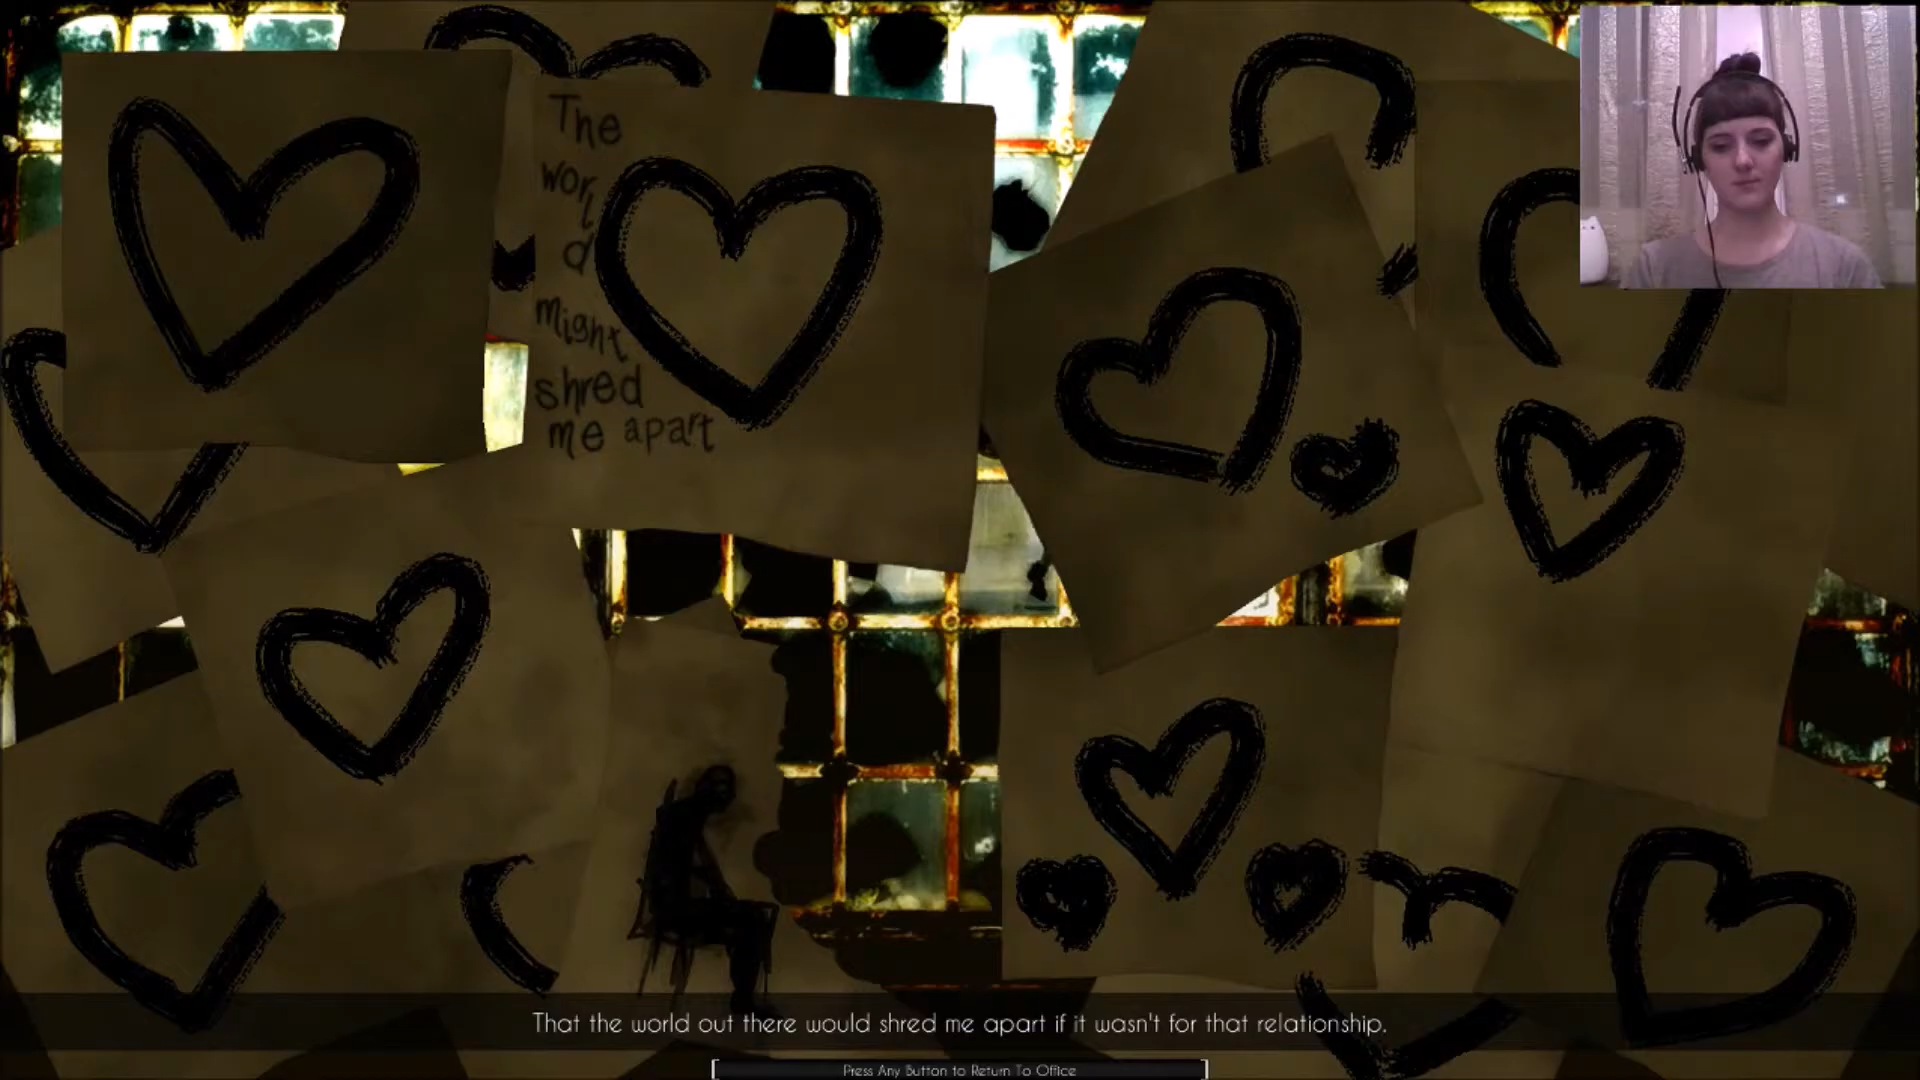 The
worl
d
might
shred
me apart
That the world out there would shred me apart if it wasn't for that relationship.
Press Any Button to Return To Office